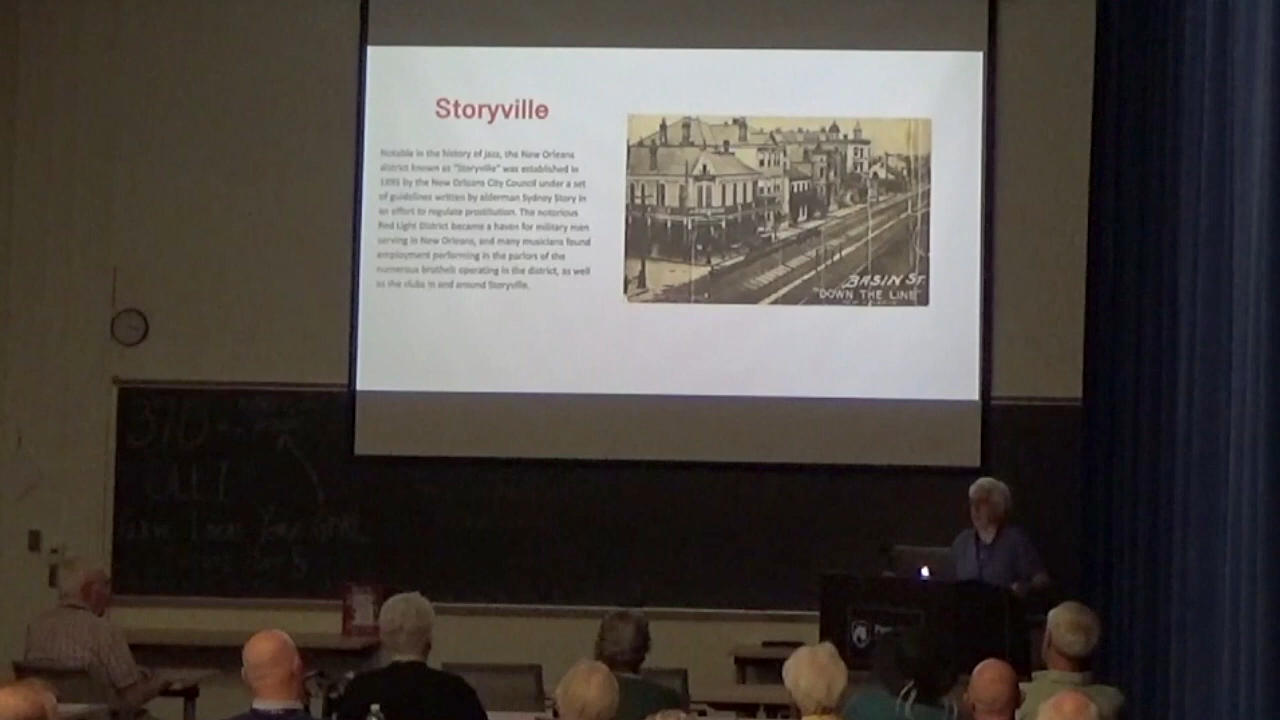 Storyville
Notable in the history of jazz, the New Orleans
district known as "Storyville" was established in
by the New Orleans City Council under a set
of guidelines written by alderman Sydney Story in
an effort to regulate prostitution. The notorious
Red Light District became a haven for military men
serving in New Orleans, and many musicians found
employment performing in the parlors of the
numerous brothels operating in the district, as well
as the clubs in and around Storyville.
BASIN ST.
"DOWN THE LINE"
370